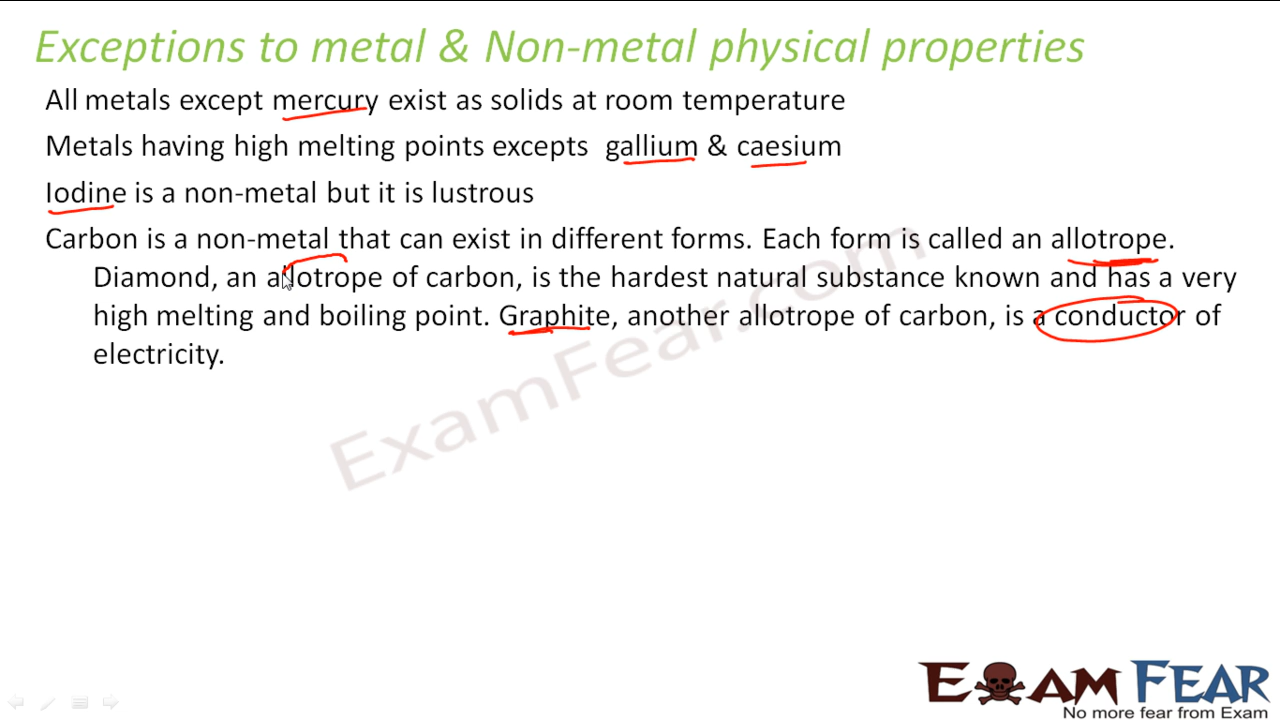 Exceptions to metal & Non-metal physical properties
All metals except mercury exist as solids at room temperature
Metals having high melting points excepts gallium & caesium
Iodine is a non-metal but it is lustrous
Carbon is a non-metal that can exist in different forms. Each form is called an allotrope.
Diamond, an allotrope of carbon, is the hardest natural substance known and has a very
high melting and boiling point. Graphite, another allotrope of carbon, is a conductor of
electricity.
ExamFear.com
EXAM FEAR
No more fear from Exam